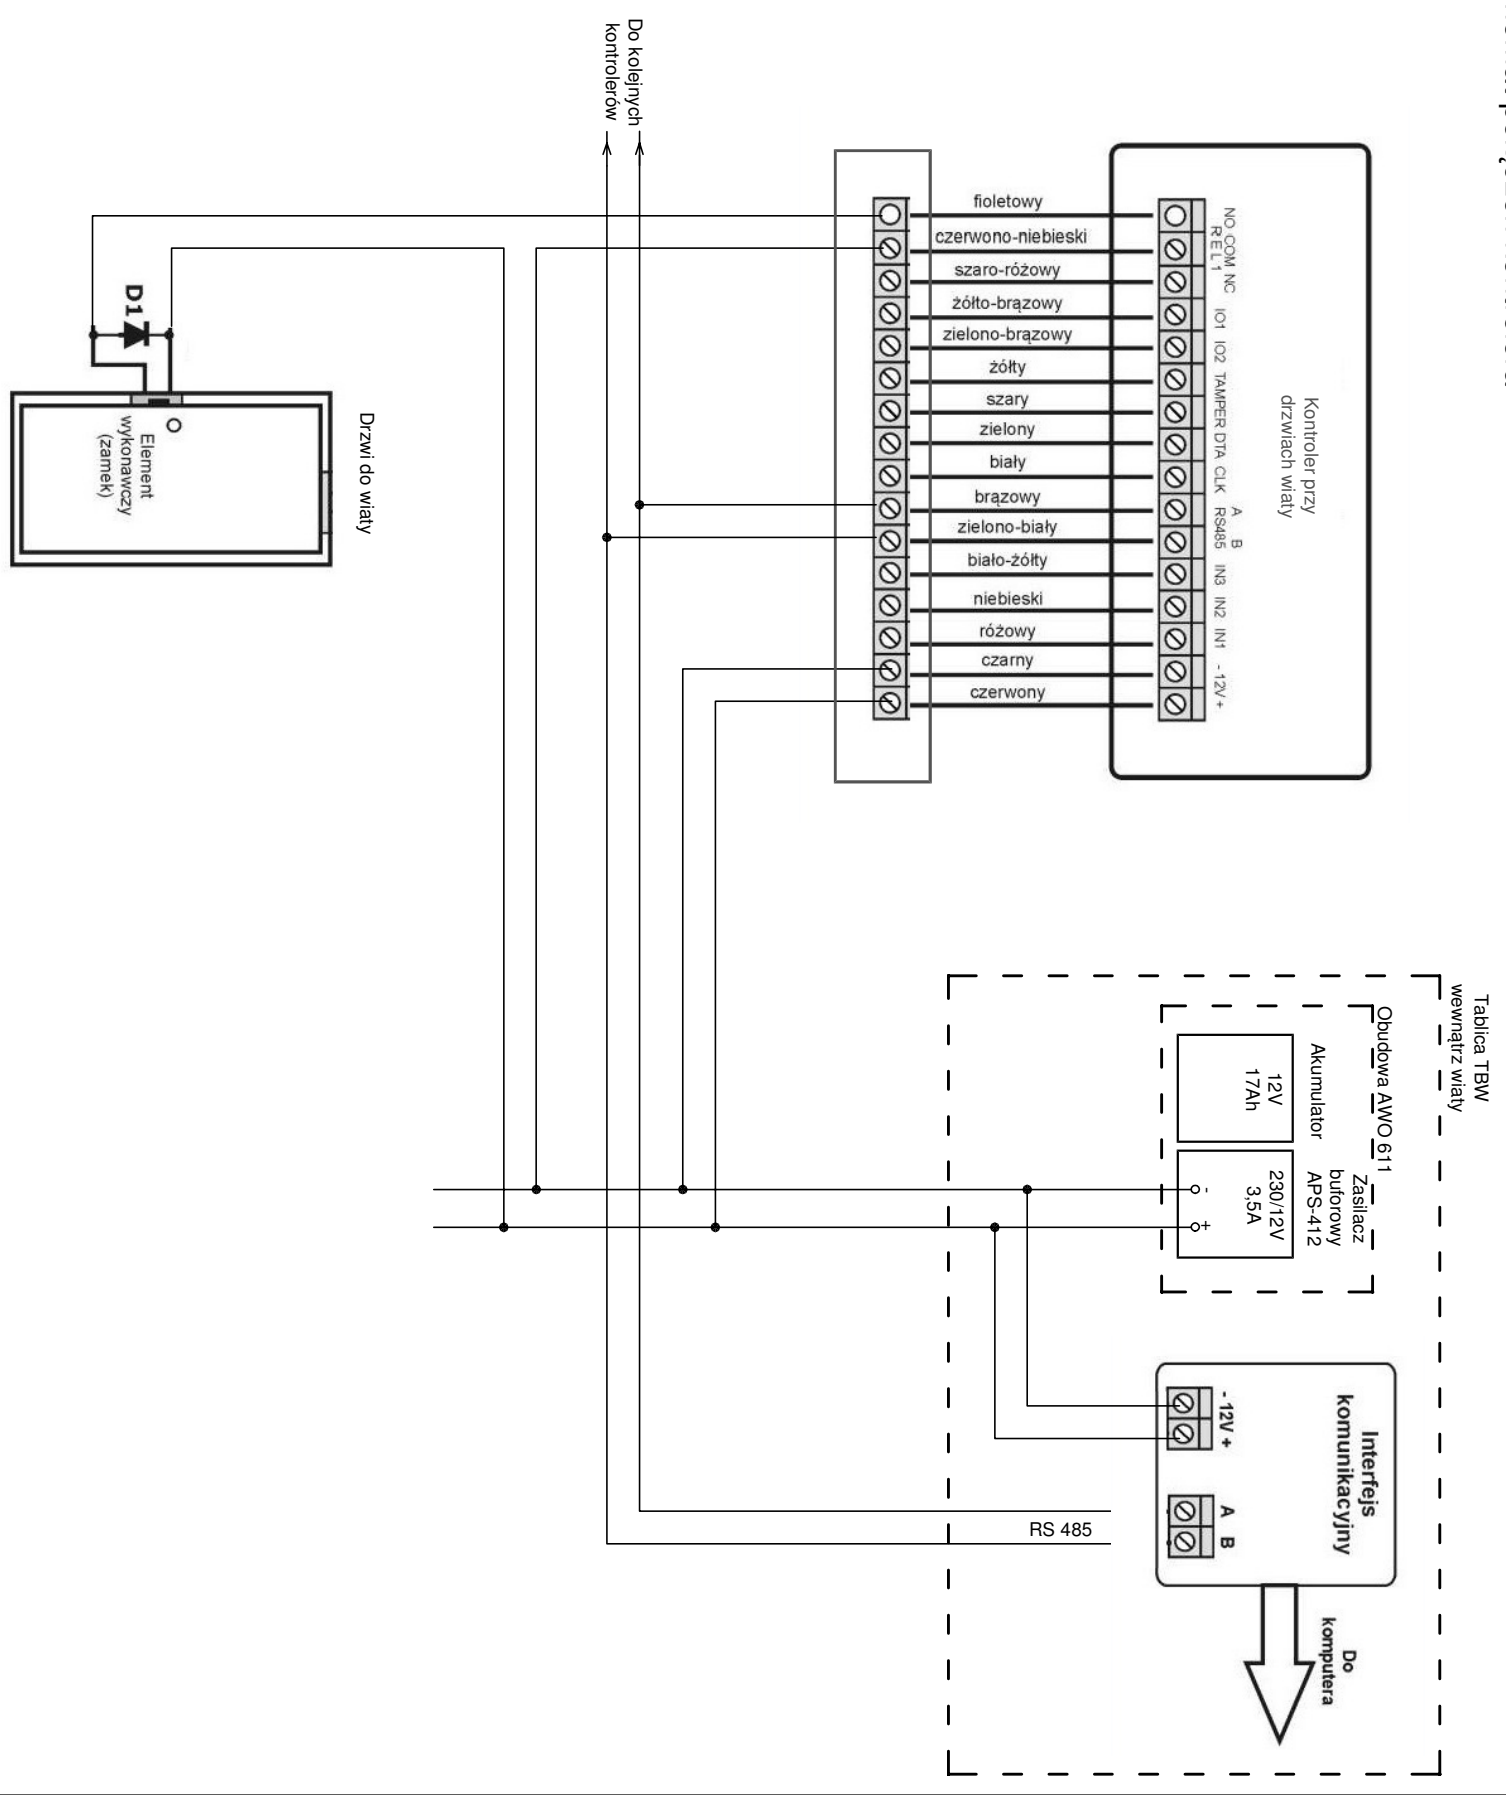 Do kolejnych
kontrolerów
fioletowy
czerwono-niebieski
szaro-różowy
żółto-brązowy
zielono-brązowy
żółty
szary
zielony
biały
brązowy
zielono-biały
biało-żółty
niebieski
różowy
czarny
czerwony
NO COM NC
REL1
IO1
IO2
TAMPER
DTA
CLK
A B
RS485
IN3
IN2
IN1
- 12V +
Kontroler przy
drzwiach wiaty
D1
Drzwi do wiaty
Element
wykonawczy
(zamek)
Tablica TBW
wewnątrz wiaty
Obudowa AWO 611
Akumulator
12V
17Ah
Zasilacz
buforowy
APS-412
230/12V
3,5A
-
+
Interfejs
komunikacyjny
- 12V +
A B
RS 485
Do
komputera